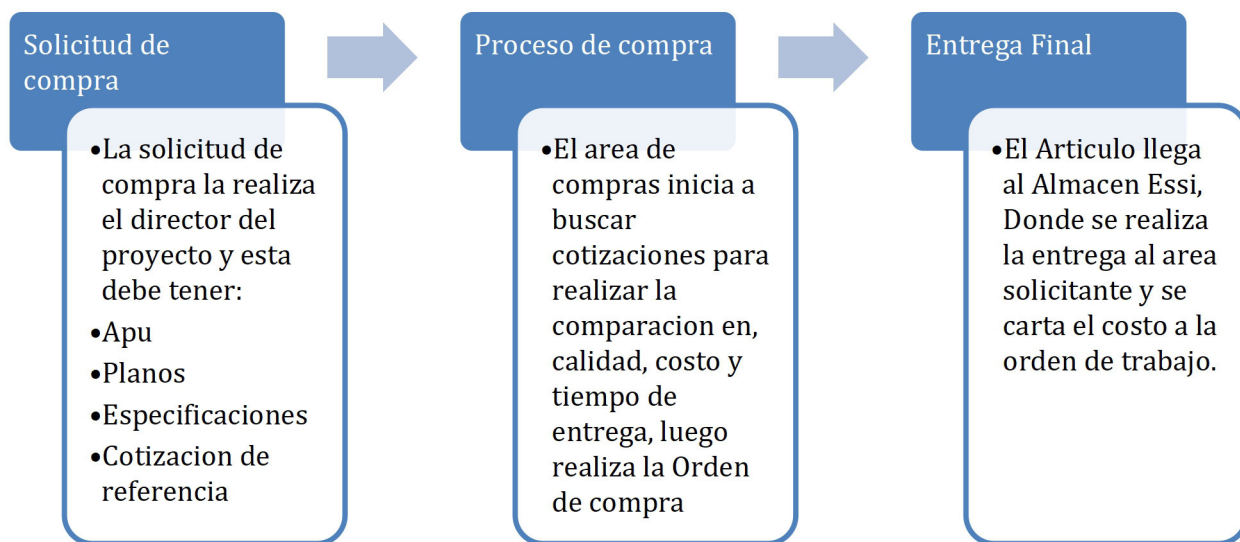 Solicitud de
compra
•La solicitud de
compra la realiza
el director del
proyecto y esta
debe tener:
•Apu
•Planos
•Especificaciones
•Cotizacion de
referencia
Proceso de compra
•El area de
compras inicia a
buscar
cotizaciones para
realizar la
comparacion en,
calidad, costo y
tiempo de
entrega, luego
realiza la Orden
de compra
Entrega Final
•El Articulo llega
al Almacen Essi,
Donde se realiza
la entrega al area
solicitante y se
carta el costo a la
orden de trabajo.